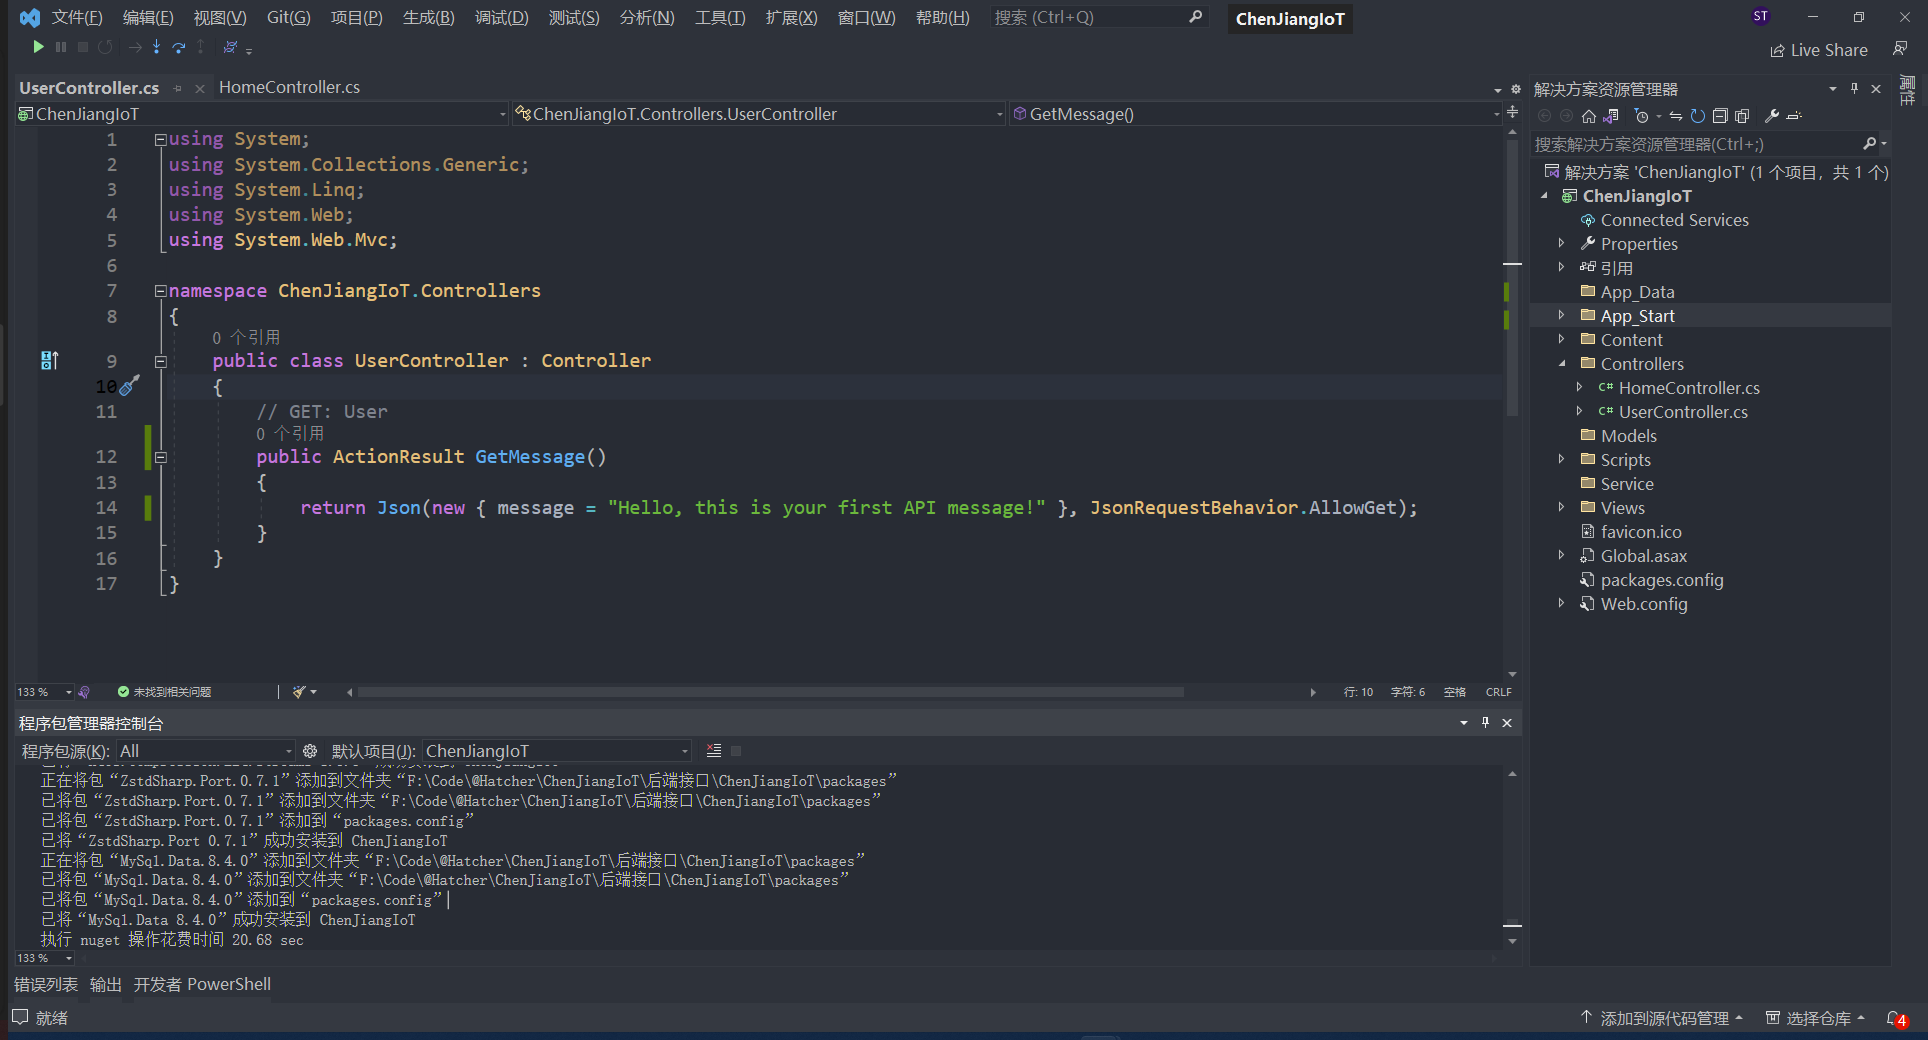 文件(F) 编辑(E) 视图(V) Git(G) 项目(P) 生成(B) 调试(D) 测试(S) 分析(N) 工具(T) 扩展(X) 窗口(W) 帮助(H) 搜索 (Ctrl+Q) ChenJiangIoT ST
Live Share
UserController.cs HomeController.cs
ChenJiangIoT ChenJiangIoT.Controllers.UserController GetMessage()
1 using System;
2 using System.Collections.Generic;
3 using System.Linq;
4 using System.Web;
5 using System.Web.Mvc;
6
7 namespace ChenJiangIoT.Controllers
8 {
0 个引用
9 public class UserController : Controller
10 {
11 // GET: User
0 个引用
12 public ActionResult GetMessage()
13 {
14 return Json(new { message = "Hello, this is your first API message!" }, JsonRequestBehavior.AllowGet);
15 }
16 }
17 }
133 % 未找到相关问题 行: 10 字符: 6 空格 CRLF
程序包管理器控制台
程序包源(K): All 默认项目(J): ChenJiangIoT
正在将包“ZstdSharp.Port.0.7.1”添加到文件夹“F:\Code\@Hatcher\ChenJiangIoT\后端接口\ChenJiangIoT\packages”
已将包“ZstdSharp.Port.0.7.1”添加到文件夹“F:\Code\@Hatcher\ChenJiangIoT\后端接口\ChenJiangIoT\packages”
已将包“ZstdSharp.Port.0.7.1”添加到“packages.config”
已将“ZstdSharp.Port 0.7.1”成功安装到 ChenJiangIoT
正在将包“MySql.Data.8.4.0”添加到文件夹“F:\Code\@Hatcher\ChenJiangIoT\后端接口\ChenJiangIoT\packages”
已将包“MySql.Data.8.4.0”添加到文件夹“F:\Code\@Hatcher\ChenJiangIoT\后端接口\ChenJiangIoT\packages”
已将包“MySql.Data.8.4.0”添加到“packages.config”
已将“MySql.Data 8.4.0”成功安装到 ChenJiangIoT
执行 nuget 操作花费时间 20.68 sec
133 %
错误列表 输出 开发者 PowerShell
就绪
解决方案资源管理器
搜索解决方案资源管理器(Ctrl+;)
解决方案 'ChenJiangIoT' (1 个项目, 共 1 个)
ChenJiangIoT
Connected Services
Properties
引用
App_Data
App_Start
Content
Controllers
C# HomeController.cs
C# UserController.cs
Models
Scripts
Service
Views
favicon.ico
Global.asax
packages.config
Web.config
属性
添加到源代码管理 选择仓库 4